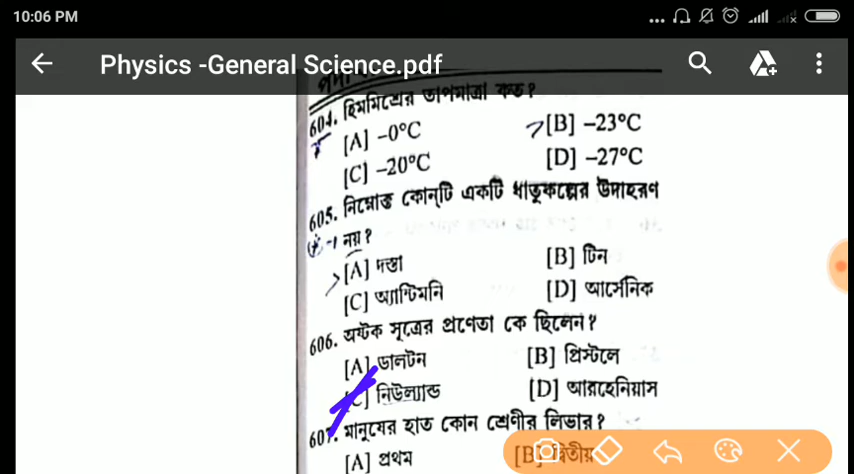 10:06 PM
Physics -General Science.pdf
604. হিমমিশ্রের তাপমাত্রা কত?
[A] –0°C [B] –23°C
[C] –20°C [D] –27°C
605. নিম্নোক্ত কোন্‌টি একটি ধাতুকল্পের উদাহরণ
নয়?
[A] দস্তা [B] টিন
[C] অ্যান্টিমনি [D] আর্সেনিক
606. অষ্টক সূত্রের প্রণেতা কে ছিলেন?
[A] ডালটন [B] প্রিস্টলে
[C] নিউল্যান্ড [D] আরহেনিয়াস
607. মানুষের হাত কোন শ্রেণীর লিভার?
[A] প্রথম [B] দ্বিতীয়